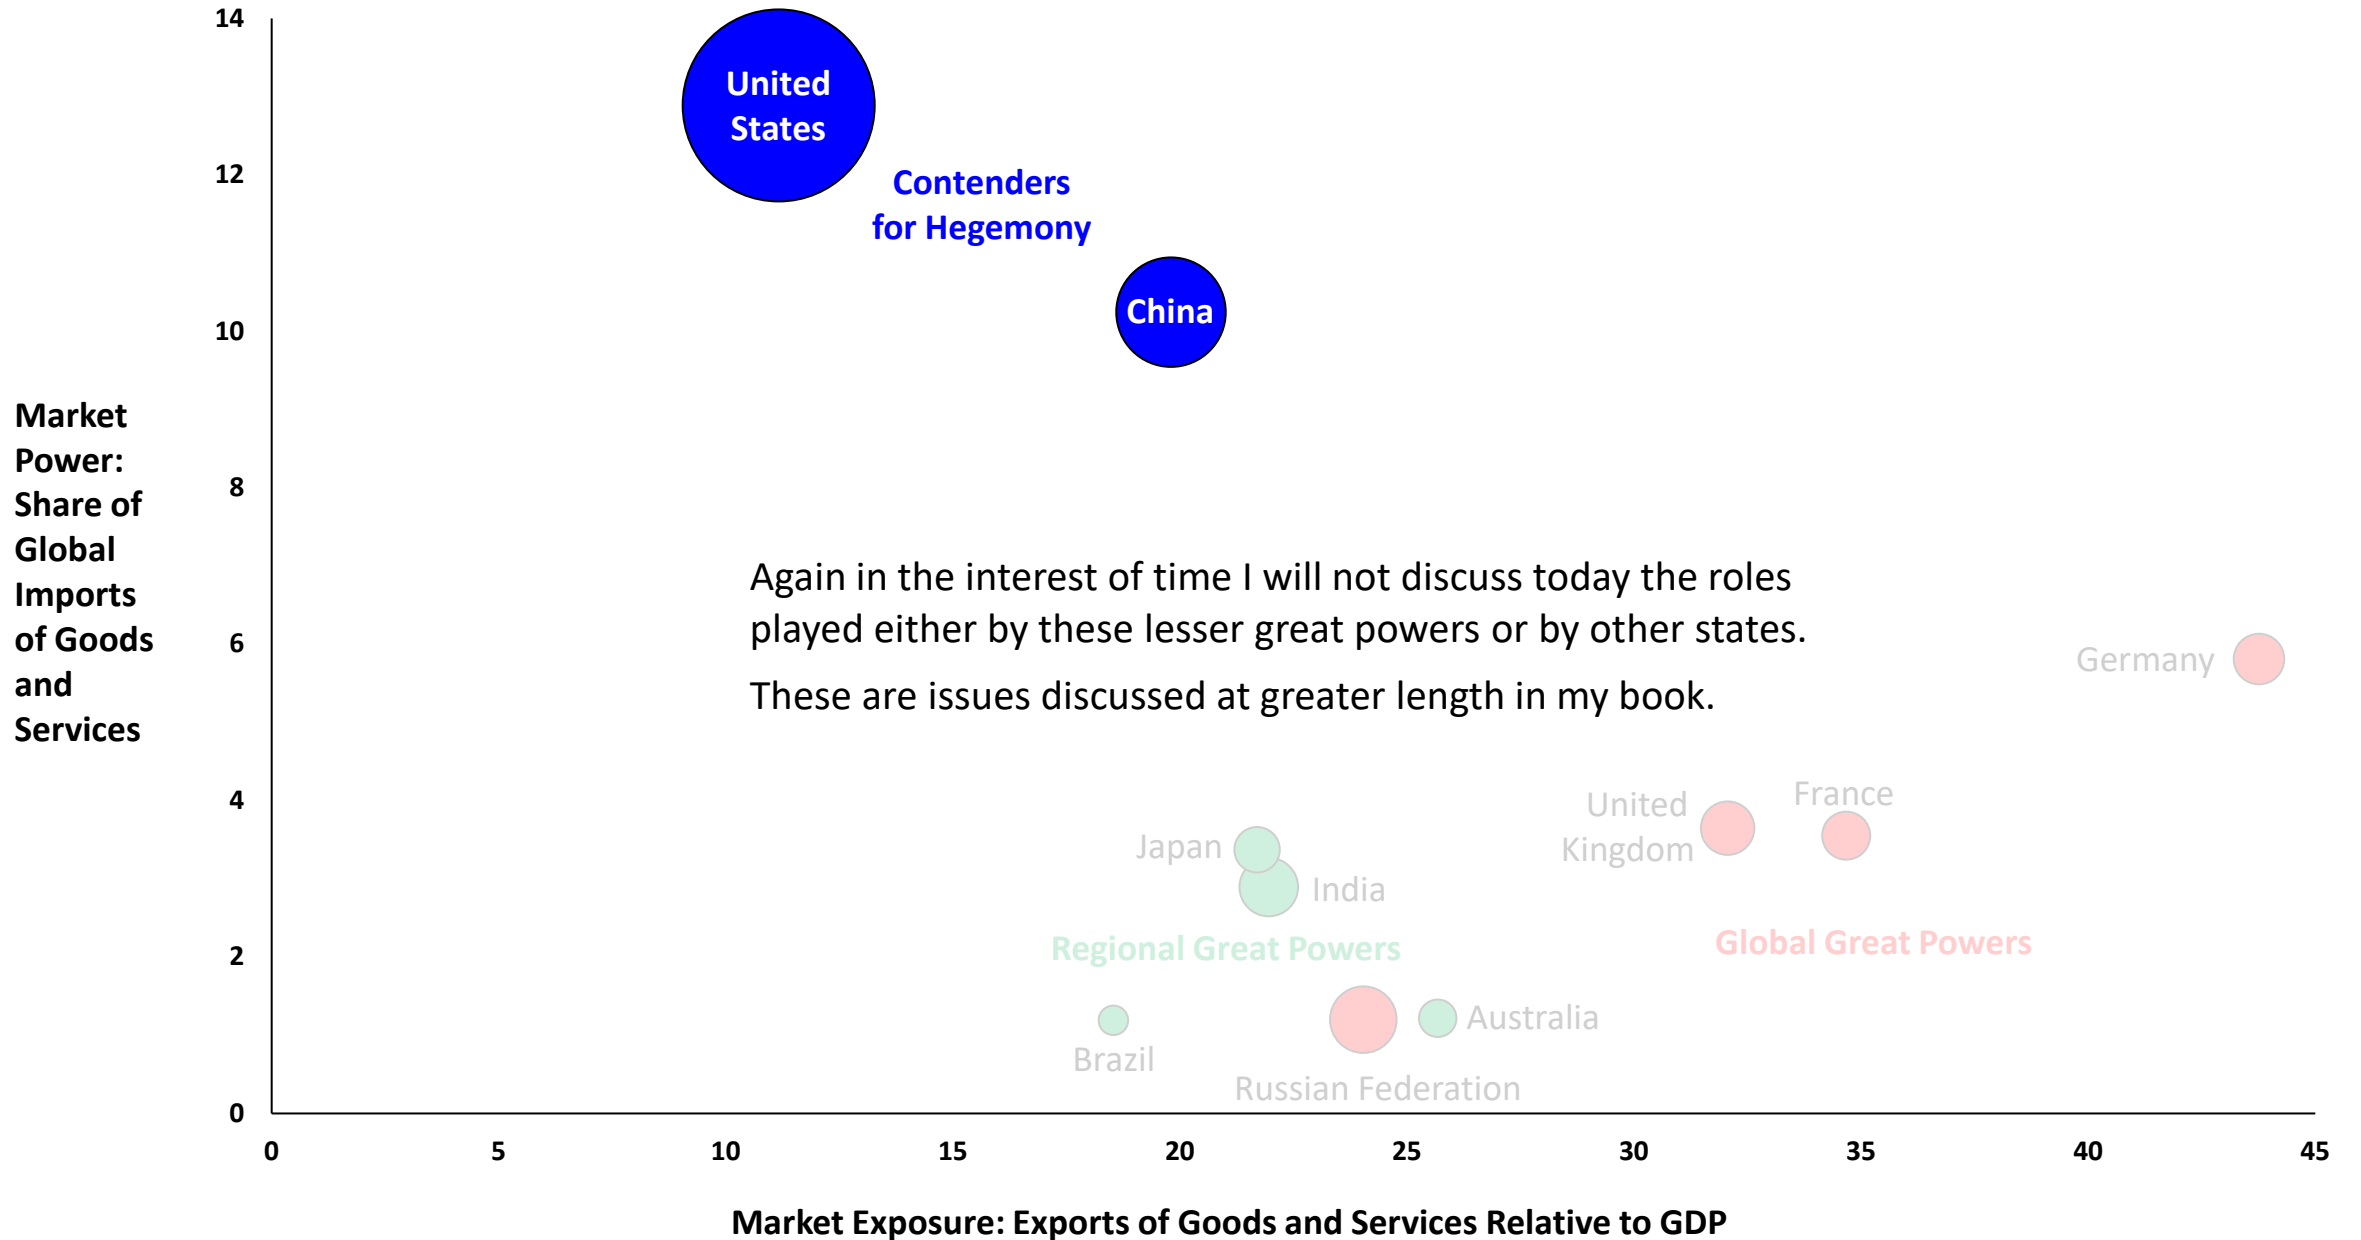 14
United
States
12
Contenders
for Hegemony
China
10
Market
Power:
Share of
Global
Imports
of Goods
and
Services
8
Again in the interest of time I will not discuss today the roles
played either by these lesser great powers or by other states.
These are issues discussed at greater length in my book.
6
Germany
4
United
Kingdom
France
Japan
India
2
Regional Great Powers
Global Great Powers
Brazil
Russian Federation
Australia
0
0 5 10 15 20 25 30 35 40 45
Market Exposure: Exports of Goods and Services Relative to GDP